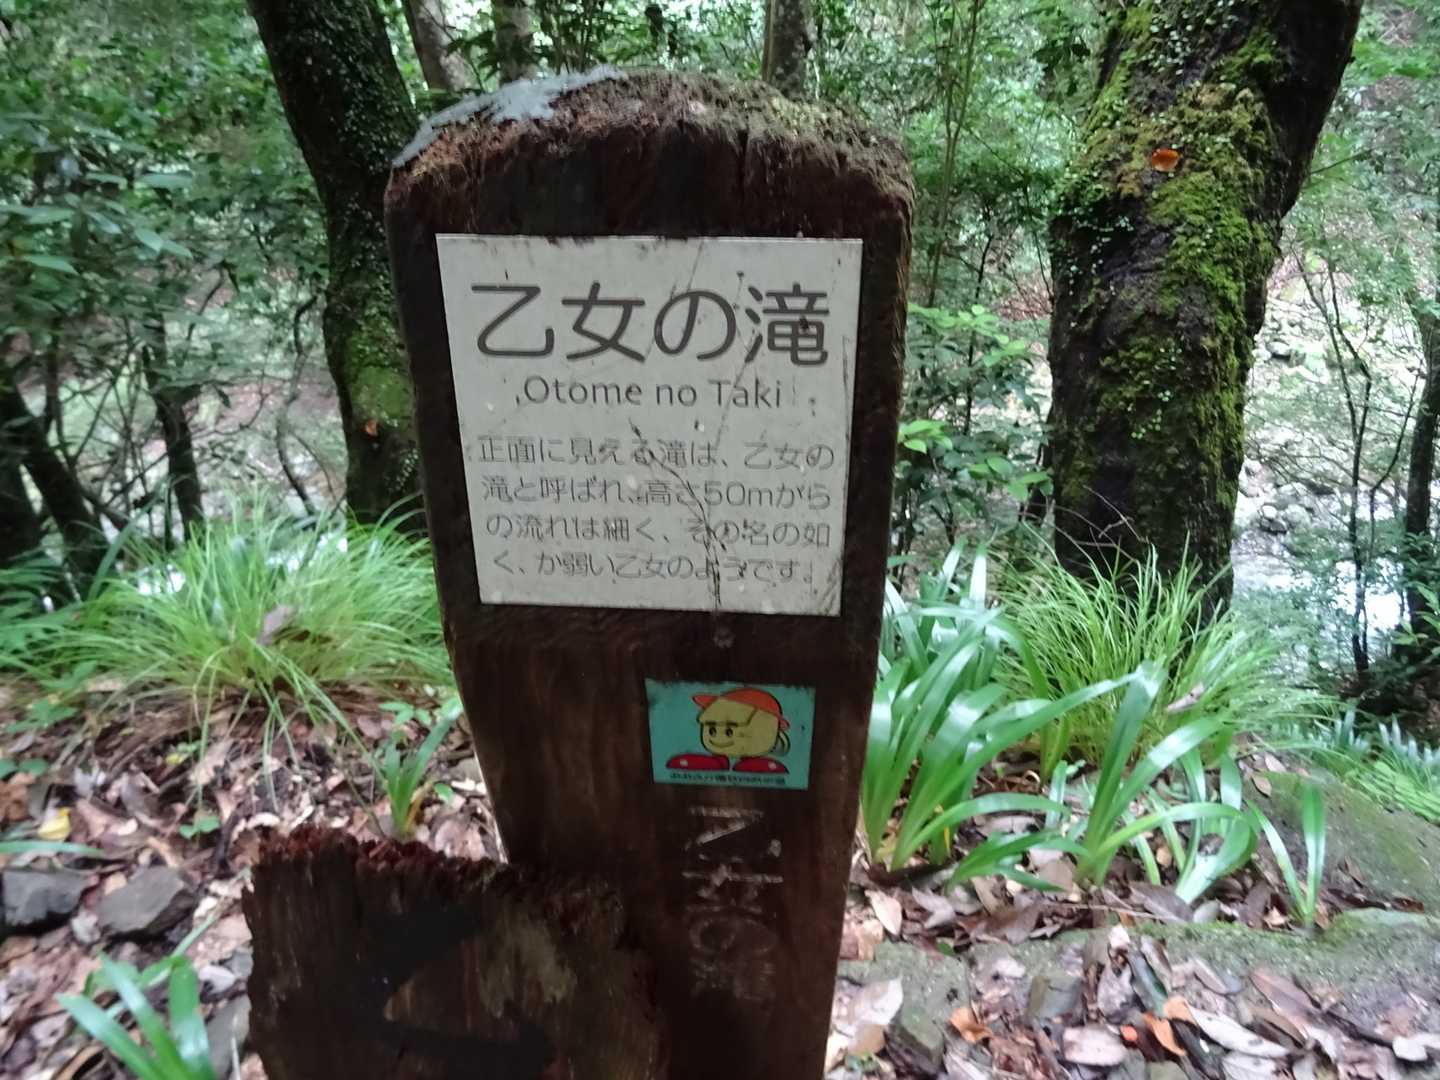 乙女の滝
Otome no Taki
正面に見える滝は、乙女の
滝と呼ばれ、高さ50mから
の流れは細く、その名の如
く、か弱い乙女のようです。